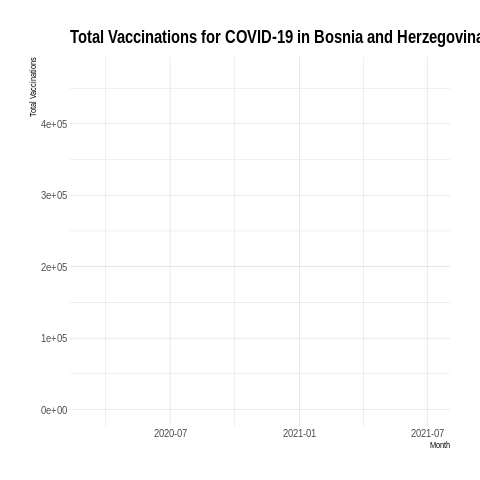 Total Vaccinations for COVID-19 in Bosnia and Herzegovina
Total Vaccinations
4e+05
3e+05
2e+05
1e+05
0e+00
2020-07 2021-01 2021-07
Month